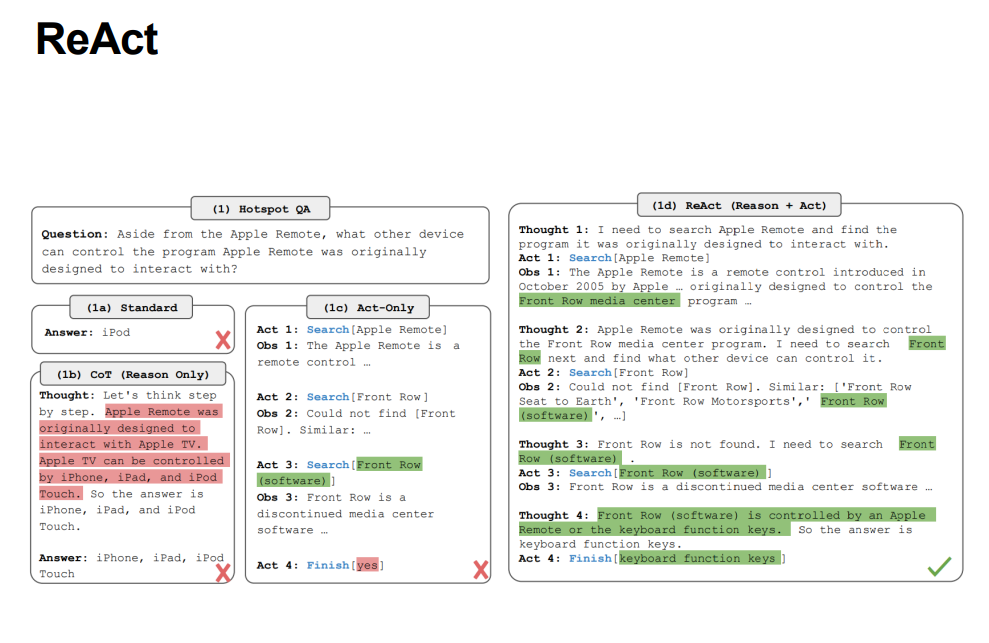 ReAct
(1) Hotspot QA
Question: Aside from the Apple Remote, what other device
can control the program Apple Remote was originally
designed to interact with?
(1a) Standard
Answer: iPod
(1b) CoT (Reason Only)
Thought: Let's think step
by step. Apple Remote was
originally designed to
interact with Apple TV.
Apple TV can be controlled
by iPhone, iPad, and iPod
Touch. So the answer is
iPhone, iPad, and iPod
Touch.
Answer: iPhone, iPad, iPod
Touch
(1c) Act-Only
Act 1: Search[Apple Remote]
Obs 1: The Apple Remote is a
remote control …
Act 2: Search[Front Row]
Obs 2: Could not find [Front
Row]. Similar: …
Act 3: Search[Front Row
(software)]
Obs 3: Front Row is a
discontinued media center
software …
Act 4: Finish[yes]
(1d) ReAct (Reason + Act)
Thought 1: I need to search Apple Remote and find the
program it was originally designed to interact with.
Act 1: Search[Apple Remote]
Obs 1: The Apple Remote is a remote control introduced in
October 2005 by Apple … originally designed to control the
Front Row media center program …
Thought 2: Apple Remote was originally designed to control
the Front Row media center program. I need to search Front
Row next and find what other device can control it.
Act 2: Search[Front Row]
Obs 2: Could not find [Front Row]. Similar: ['Front Row
Seat to Earth', 'Front Row Motorsports',' Front Row
(software)', …]
Thought 3: Front Row is not found. I need to search Front
Row (software) .
Act 3: Search[Front Row (software)]
Obs 3: Front Row is a discontinued media center software …
Thought 4: Front Row (software) is controlled by an Apple
Remote or the keyboard function keys. So the answer is
keyboard function keys.
Act 4: Finish[keyboard function keys]